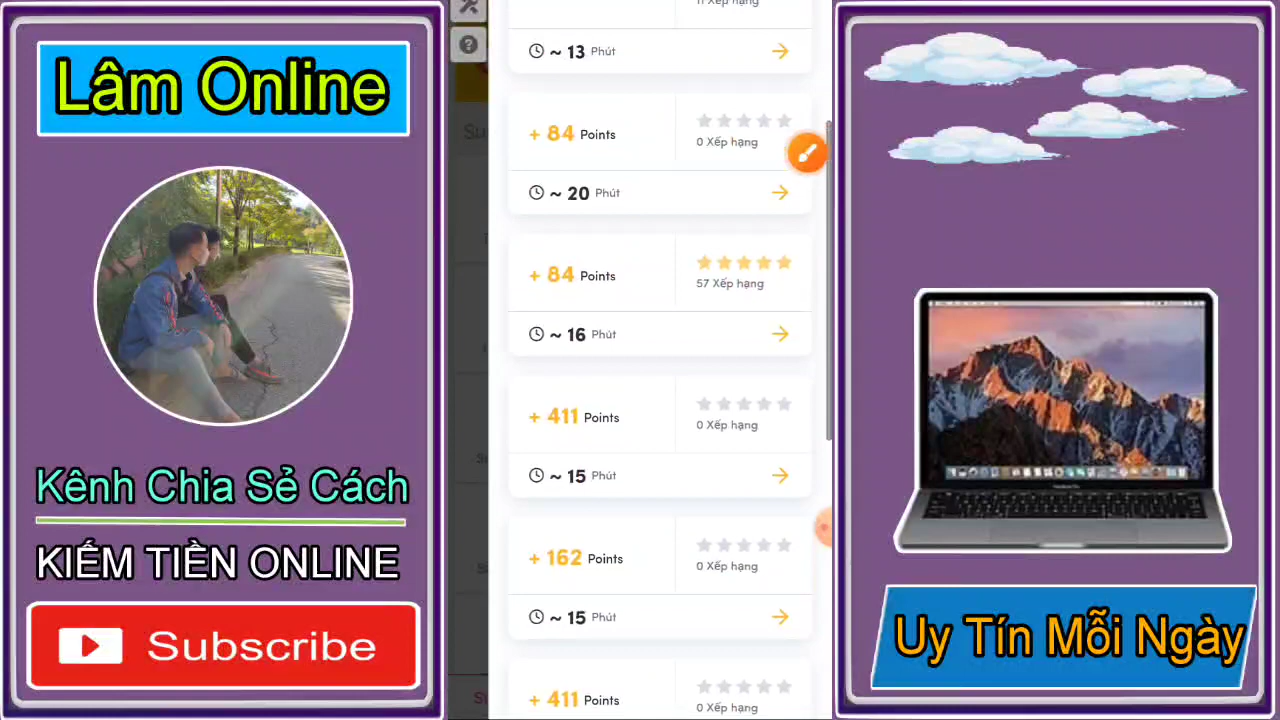 Lâm Online
Kênh Chia Sẻ Cách
KIẾM TIỀN ONLINE
Subscribe
11 Xếp hạng
~ 13 Phút
+ 84 Points
0 Xếp hạng
~ 20 Phút
+ 84 Points
57 Xếp hạng
~ 16 Phút
+ 411 Points
0 Xếp hạng
~ 15 Phút
+ 162 Points
0 Xếp hạng
~ 15 Phút
+ 411 Points
0 Xếp hạng
Uy Tín Mỗi Ngày